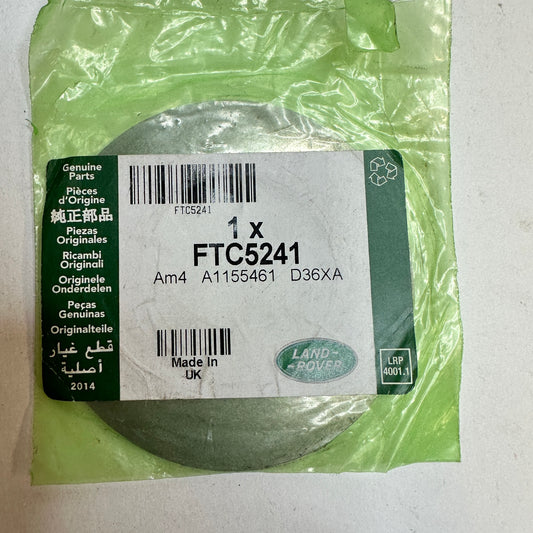 Genuine
Parts
Pièces
d'Origine
純正部品
Piezas
Originales
Ricambi
Originali
Originele
Onderdelen
Peças
Genuinas
Originalteile
قطع غيار
أصلية
2014
FTC5241
1 x
FTC5241
Am4 A1155461 D36XA
Made In
UK
LAND-
-ROVER
LRP
4001.1